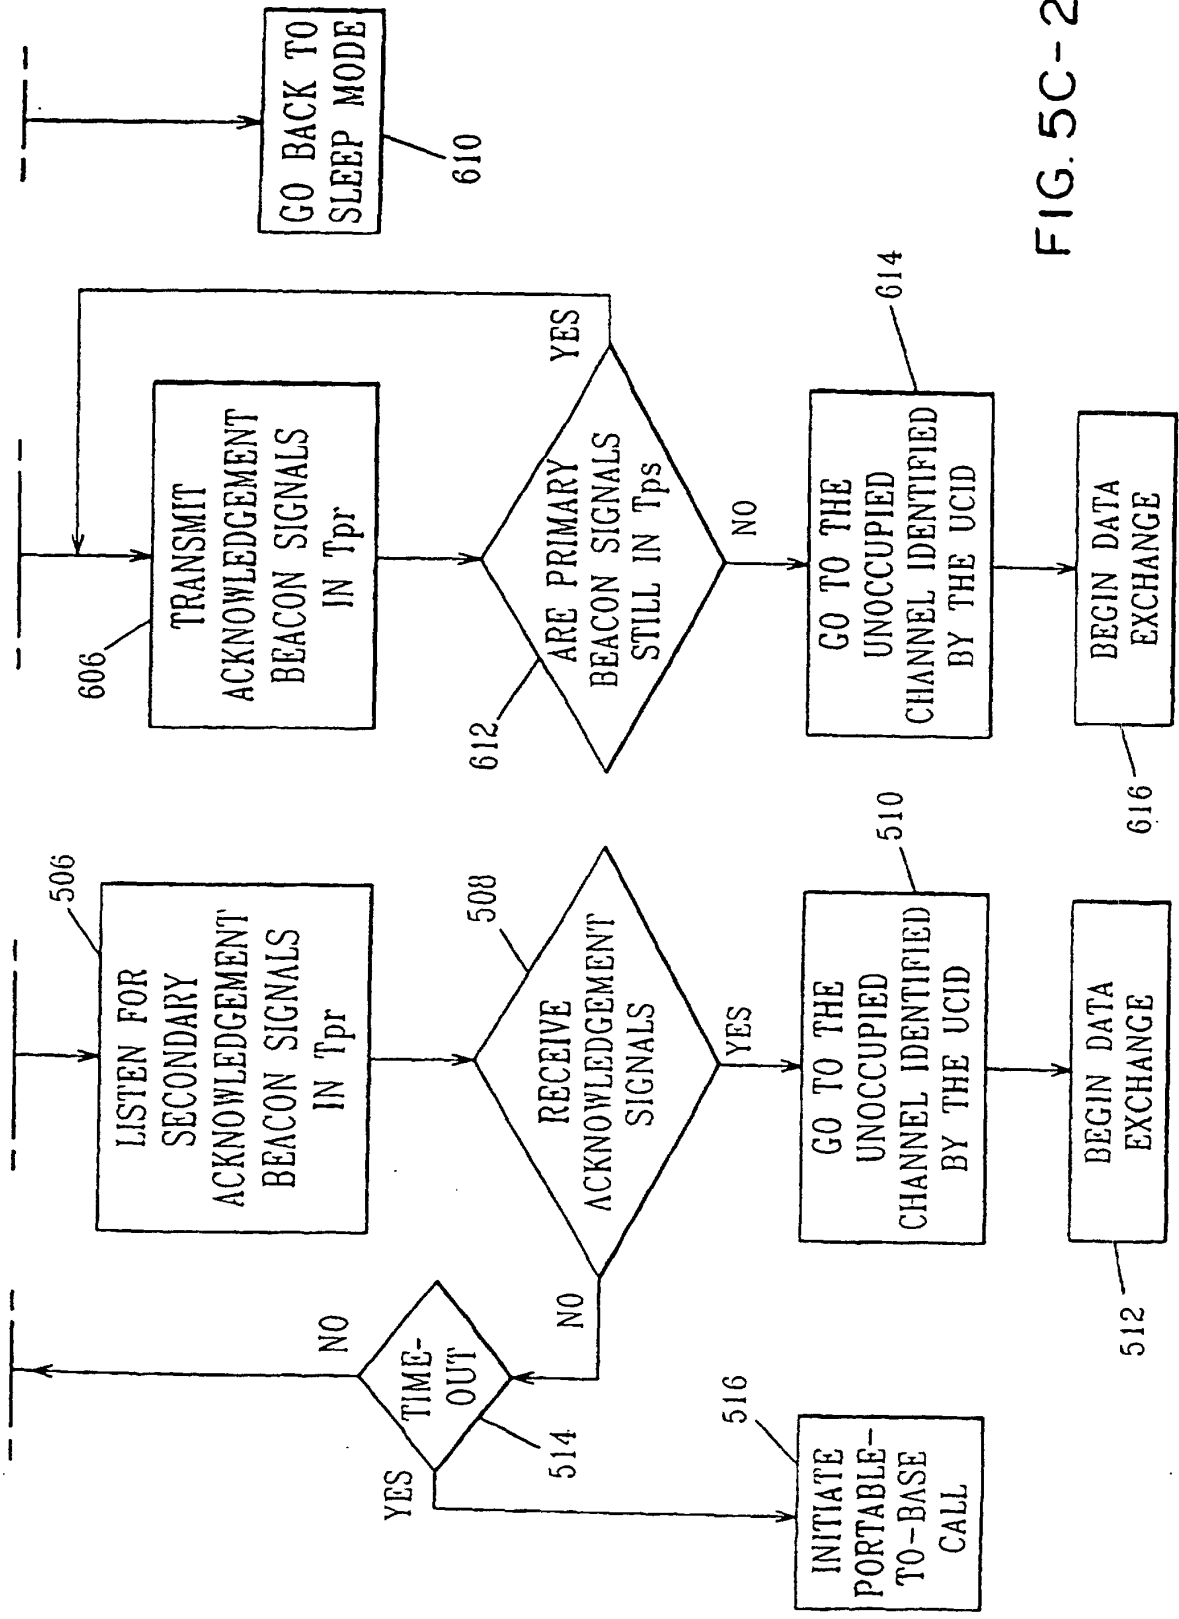 506
LISTEN FOR
SECONDARY
ACKNOWLEDGEMENT
BEACON SIGNALS
IN Tpr
508
RECEIVE
ACKNOWLEDGEMENT
SIGNALS
NO
YES
TIME-
OUT
NO
YES
514
516
INITIATE
PORTABLE-
TO-BASE
CALL
510
GO TO THE
UNOCCUPIED
CHANNEL IDENTIFIED
BY THE UCID
BEGIN DATA
EXCHANGE
512
606
TRANSMIT
ACKNOWLEDGEMENT
BEACON SIGNALS
IN Tpr
612
ARE PRIMARY
BEACON SIGNALS
STILL IN Tps
YES
NO
614
GO TO THE
UNOCCUPIED
CHANNEL IDENTIFIED
BY THE UCID
BEGIN DATA
EXCHANGE
616
GO BACK TO
SLEEP MODE
610
FIG. 5C-2